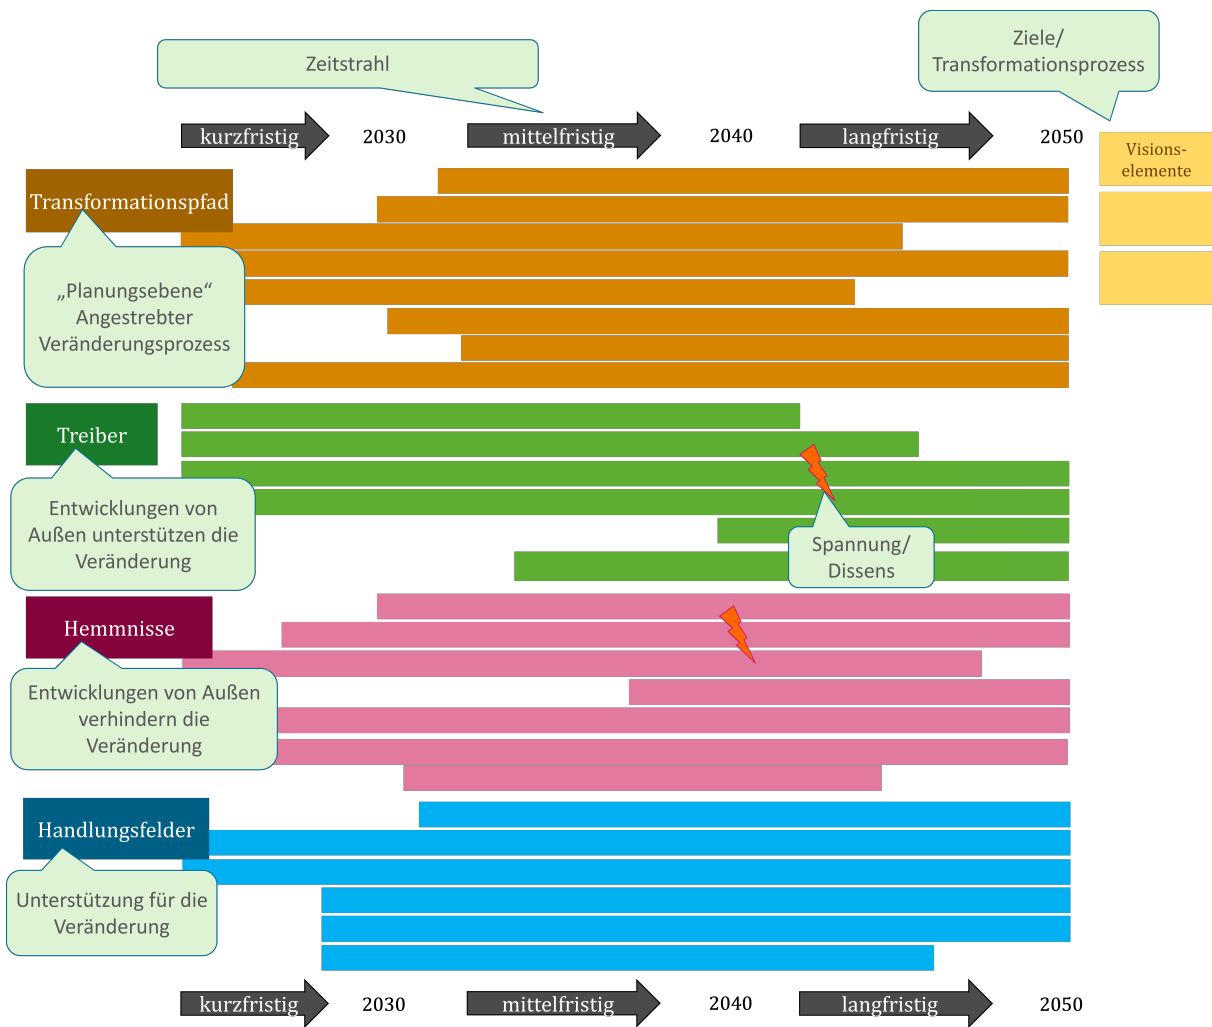 Zeitstrahl
Ziele/
Transformationsprozess
kurzfristig
2030
mittelfristig
2040
langfristig
2050
Visions-
elemente
Transformationspfad
„Planungsebene“
Angestrebter
Veränderungsprozess
Treiber
Entwicklungen von
Außen unterstützen die
Veränderung
Spannung/
Dissens
Hemmnisse
Entwicklungen von Außen
verhindern die
Veränderung
Handlungsfelder
Unterstützung für die
Veränderung
kurzfristig
2030
mittelfristig
2040
langfristig
2050